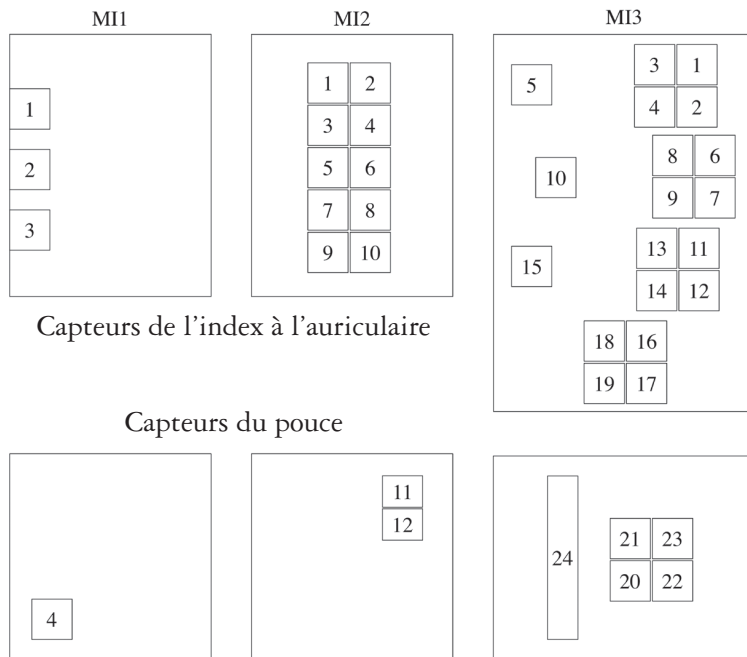 MI1 MI2 MI3
1 2 3 1
5
1 3 4 4 2
8 6
2 5 6 10
9 7
3 7 8 13 11
15
9 10 14 12
Capteurs de l'index à l'auriculaire
18 16
19 17
Capteurs du pouce
11
12 21 23
24
4 20 22